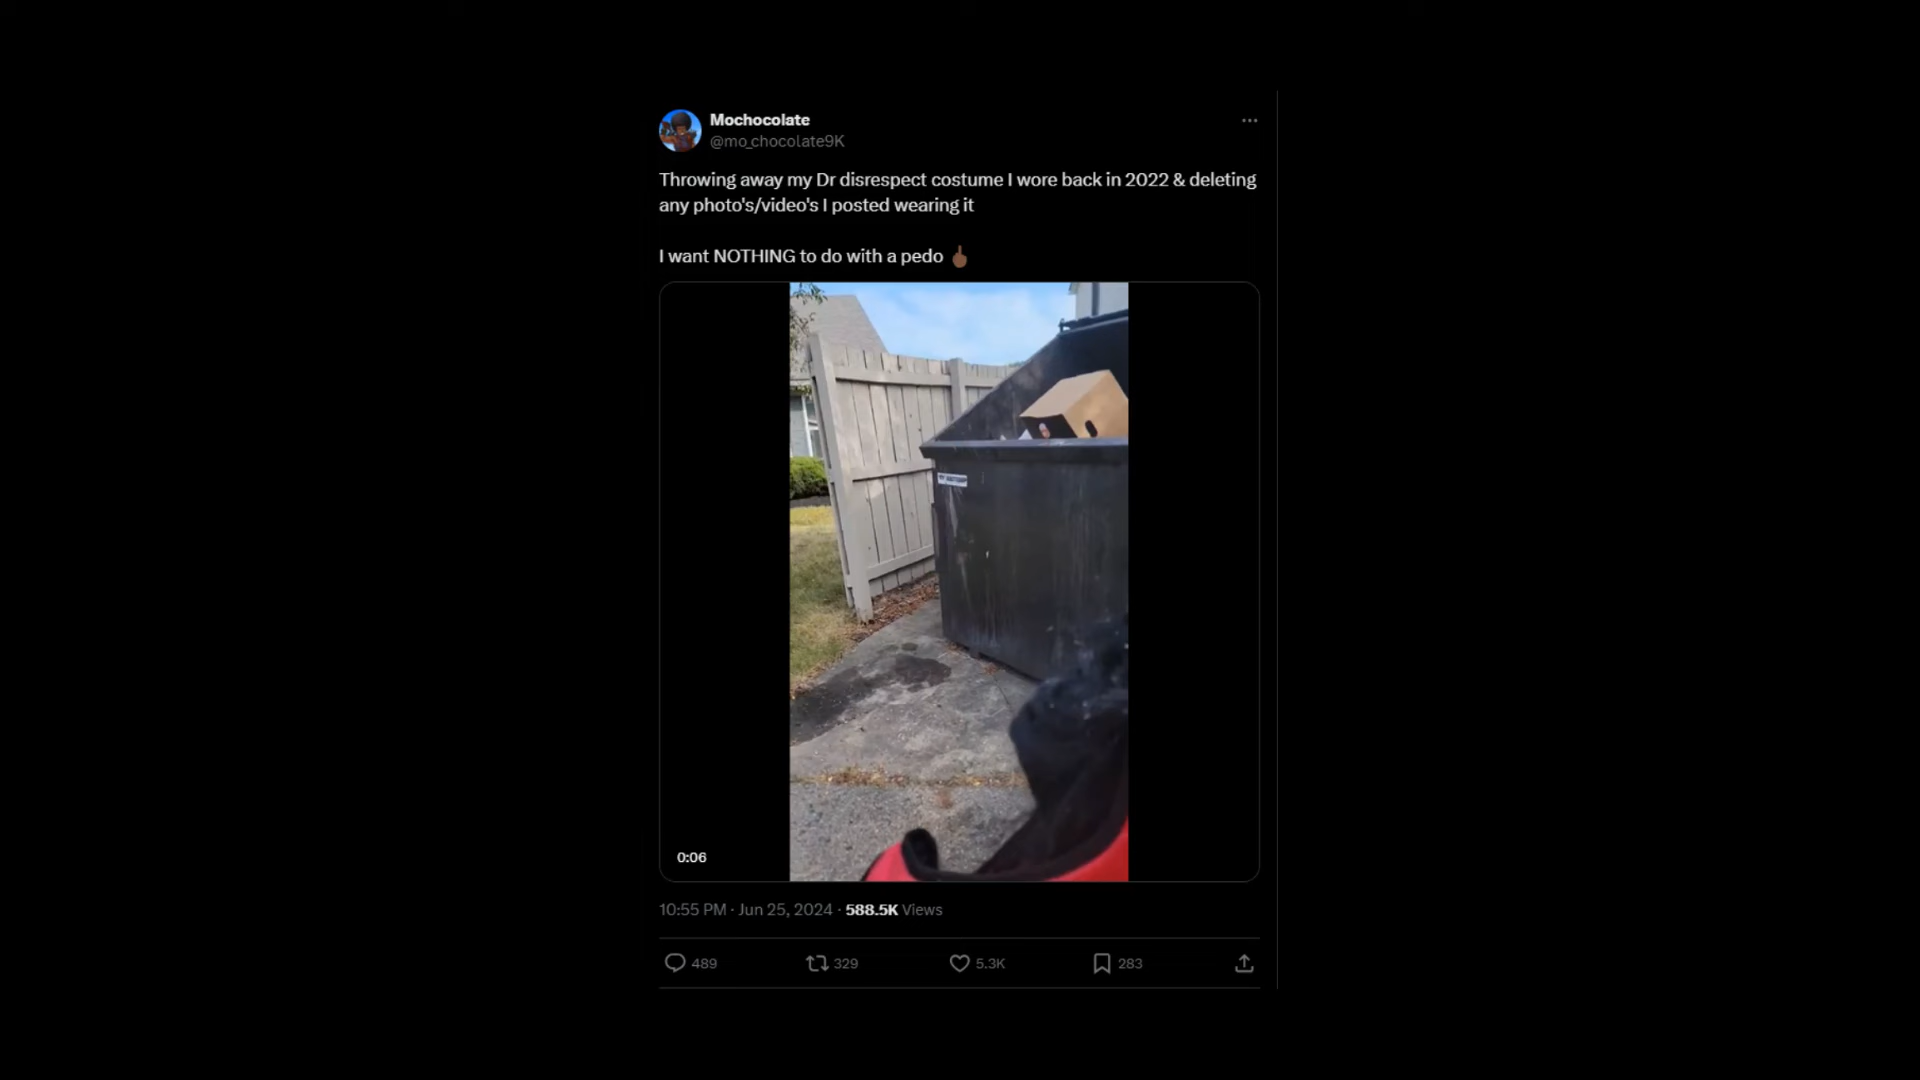 Mochocolate
@mo_chocolate9K
Throwing away my Dr disrespect costume I wore back in 2022 & deleting
any photo's/video's I posted wearing it
I want NOTHING to do with a pedo 🖕🏾
0:06
10:55 PM · Jun 25, 2024 · 588.5K Views
489 329 5.3K 283